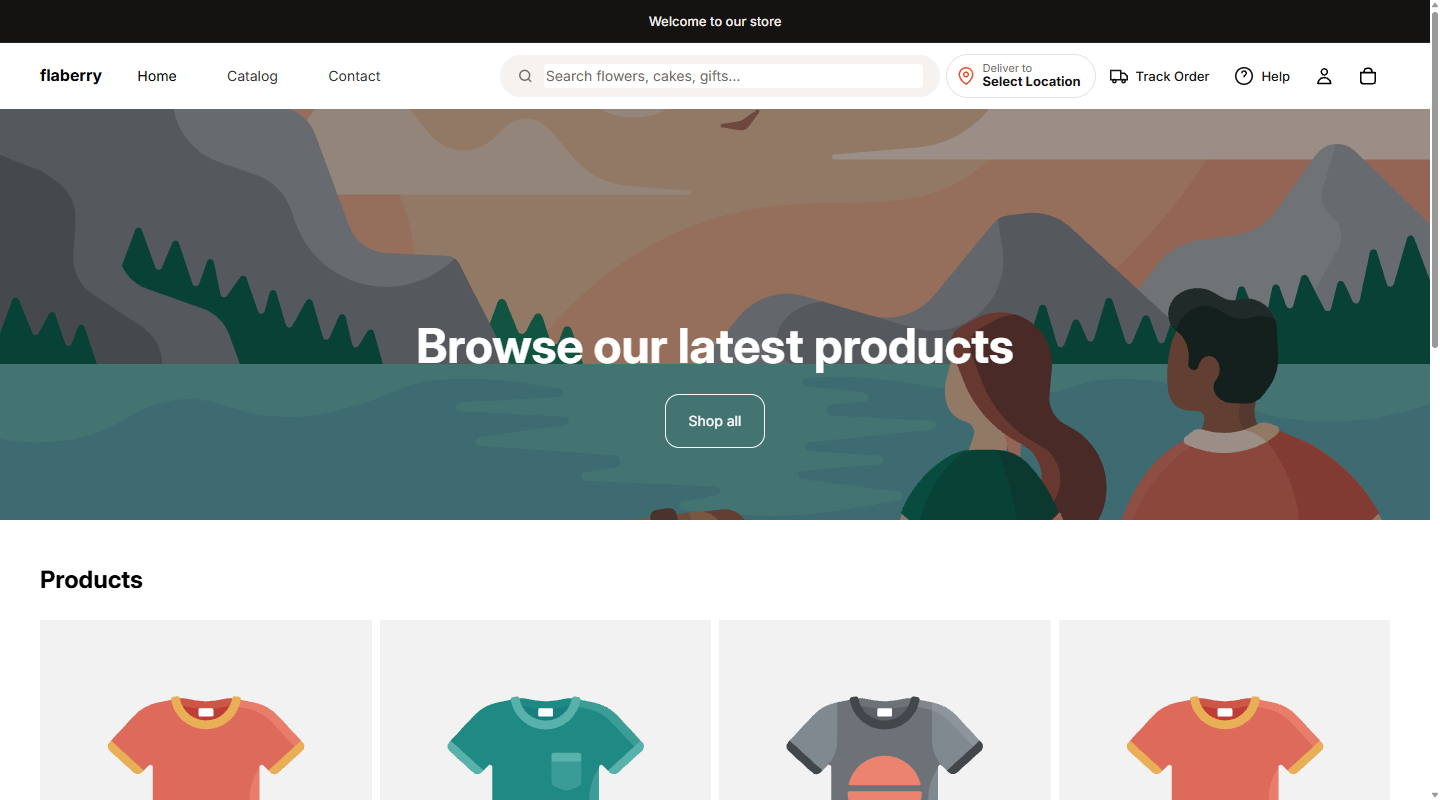 Welcome to our store
flaberry
Home
Catalog
Contact
Search flowers, cakes, gifts...
Deliver to
Select Location
Track Order
Help
Browse our latest products
Shop all
Products